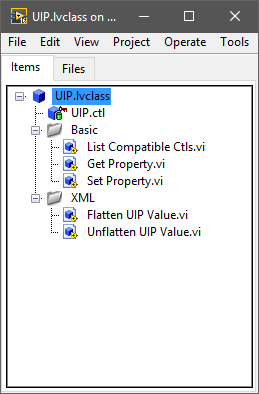 UIP.lvclass on ...
File Edit View Project Operate Tools
Items Files
UIP.lvclass
UIP.ctl
Basic
List Compatible Ctls.vi
Get Property.vi
Set Property.vi
XML
Flatten UIP Value.vi
Unflatten UIP Value.vi